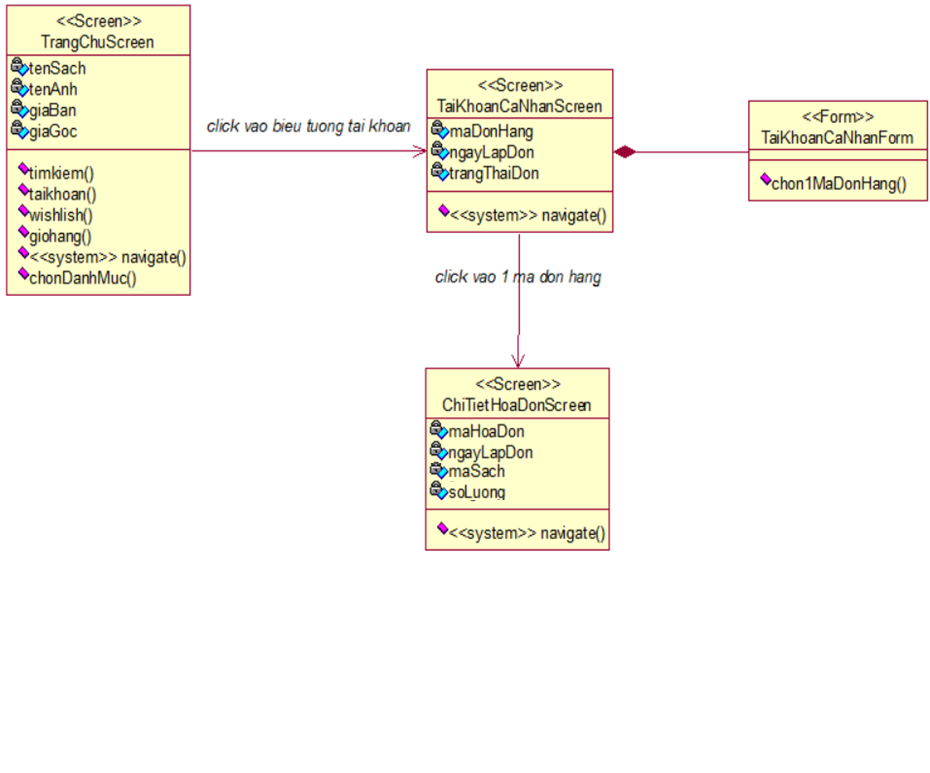 <<Screen>>
TrangChuScreen
tenSach
tenAnh
giaBan
giaGoc
timkiem()
taikhoan()
wishlish()
giohang()
<<system>> navigate()
chonDanhMuc()
click vao bieu tuong tai khoan
<<Screen>>
TaiKhoanCaNhanScreen
maDonHang
ngayLapDon
trangThaiDon
<<system>> navigate()
<<Form>>
TaiKhoanCaNhanForm
chon1MaDonHang()
click vao 1 ma don hang
<<Screen>>
ChiTietHoaDonScreen
maHoaDon
ngayLapDon
maSach
soLuong
<<system>> navigate()